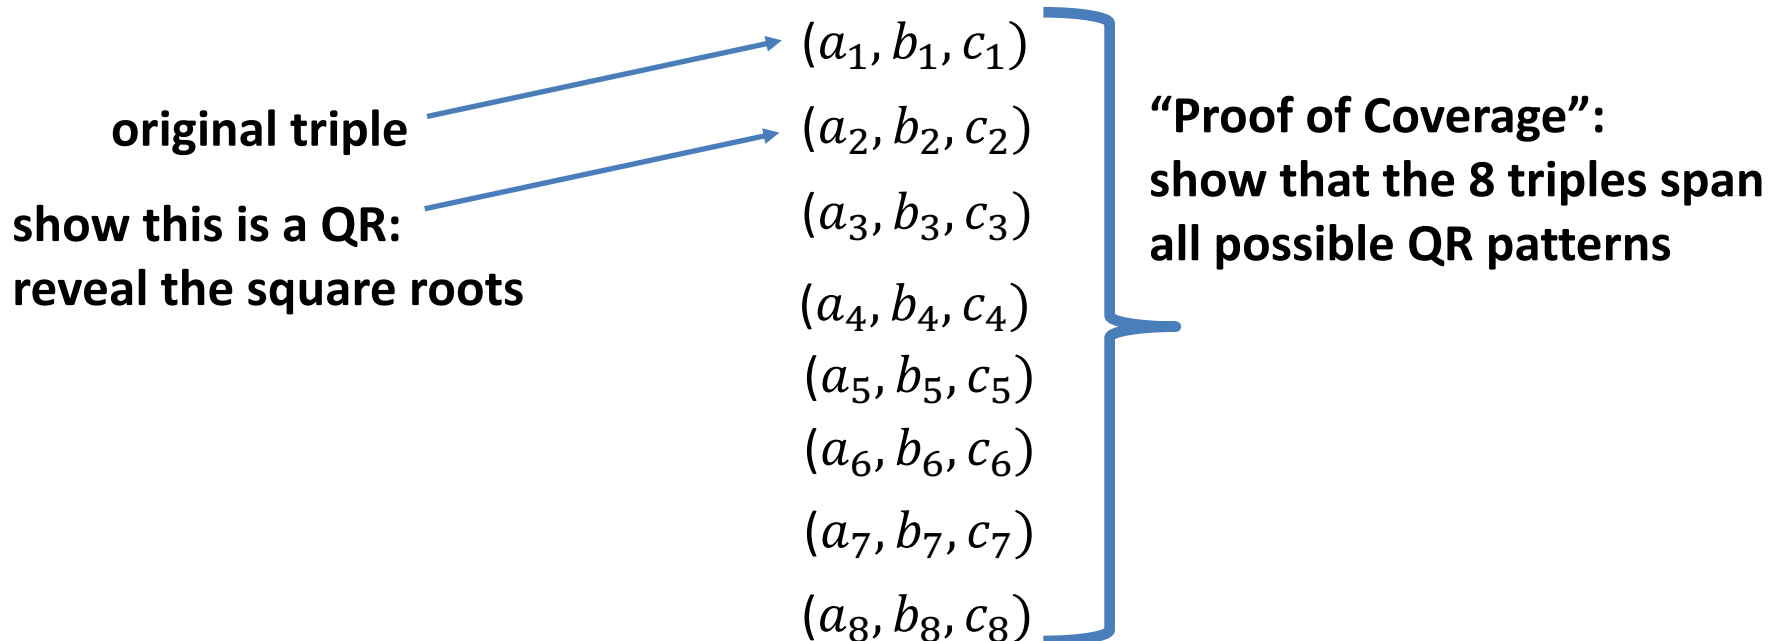 original triple
show this is a QR:
reveal the square roots
(a₁, b₁, c₁)
(a₂, b₂, c₂)
(a₃, b₃, c₃)
(a₄, b₄, c₄)
(a₅, b₅, c₅)
(a₆, b₆, c₆)
(a₇, b₇, c₇)
(a₈, b₈, c₈)
“Proof of Coverage”:
show that the 8 triples span
all possible QR patterns